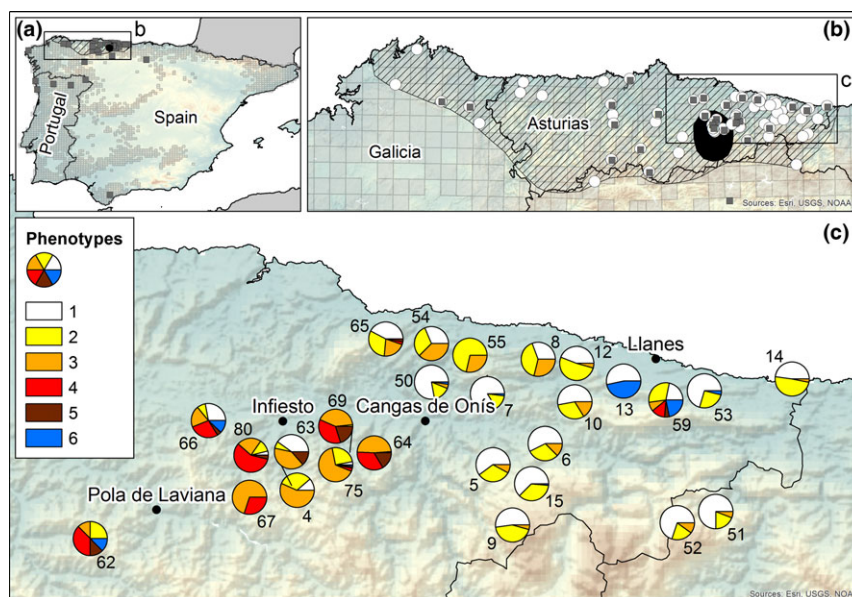 (a)
b
Portugal
Spain
(b)
c
Asturias
Galicia
Sources: Esri, USGS, NOAA
Phenotypes
1
2
3
4
5
6
(c)
54
65
55
8
12
Llanes
14
50
7
10
13
59
53
69
Infiesto
63
Cangas de Onís
66
80
64
75
6
5
15
Pola de Laviana
67
4
9
52
51
62
Sources: Esri, USGS, NOA